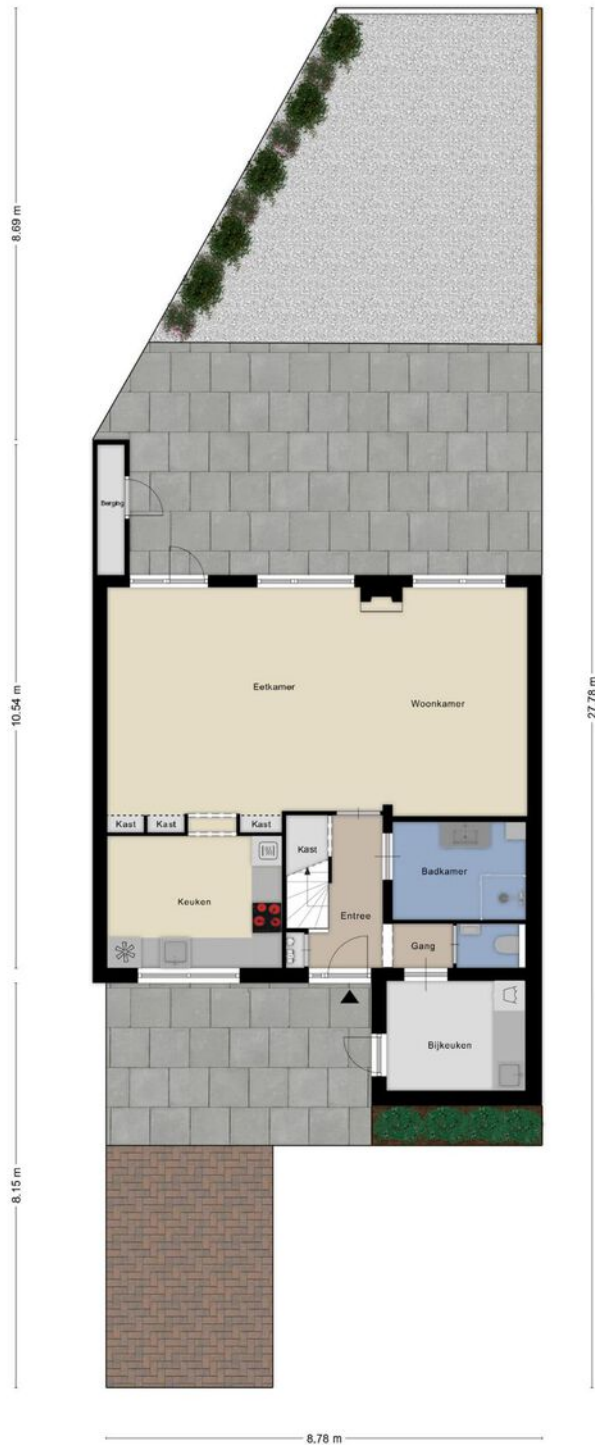 8.69 m
Berging
10.54 m
27.78 m
Eetkamer
Woonkamer
Kast
Kast
Kast
Kast
Badkamer
Keuken
Entree
Gang
Bijkeuken
8.15 m
8.78 m